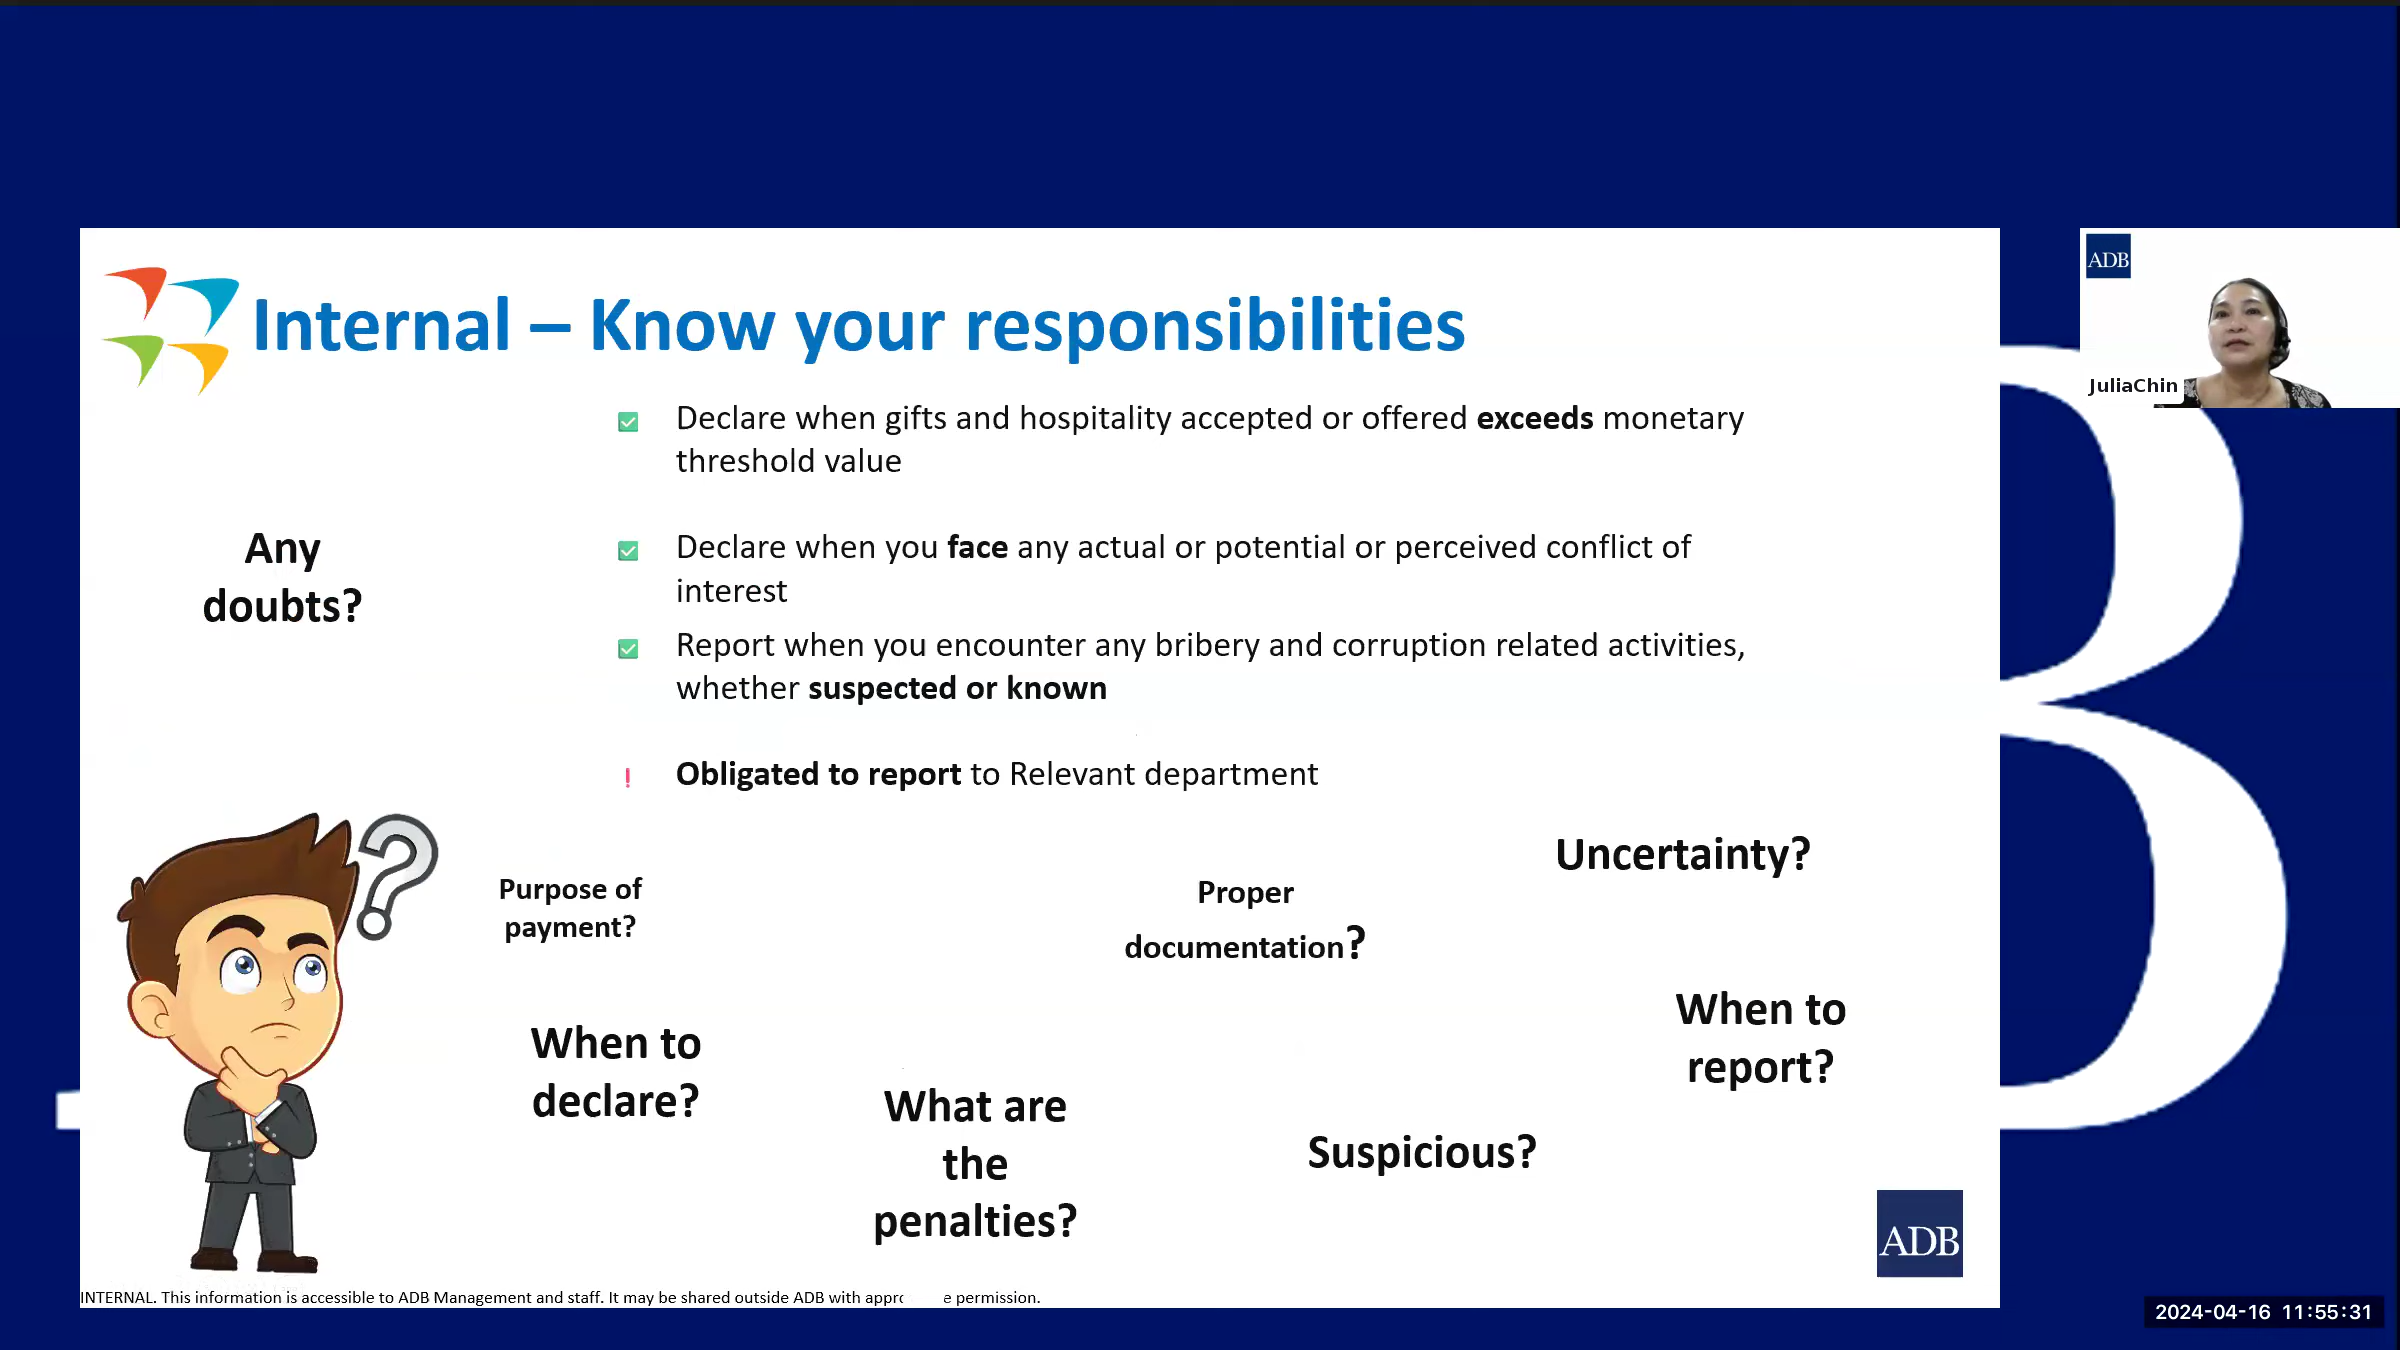 Internal – Know your responsibilities
Declare when gifts and hospitality accepted or offered exceeds monetary
threshold value
Declare when you face any actual or potential or perceived conflict of
interest
Report when you encounter any bribery and corruption related activities,
whether suspected or known
! Obligated to report to Relevant department
Any
doubts?
Purpose of
payment?
Proper
documentation?
Uncertainty?
When to
declare?
What are
the
penalties?
Suspicious?
When to
report?
ADB
INTERNAL. This information is accessible to ADB Management and staff. It may be shared outside ADB with permission.
ADB
JuliaChin
2024-04-16 11:55:31